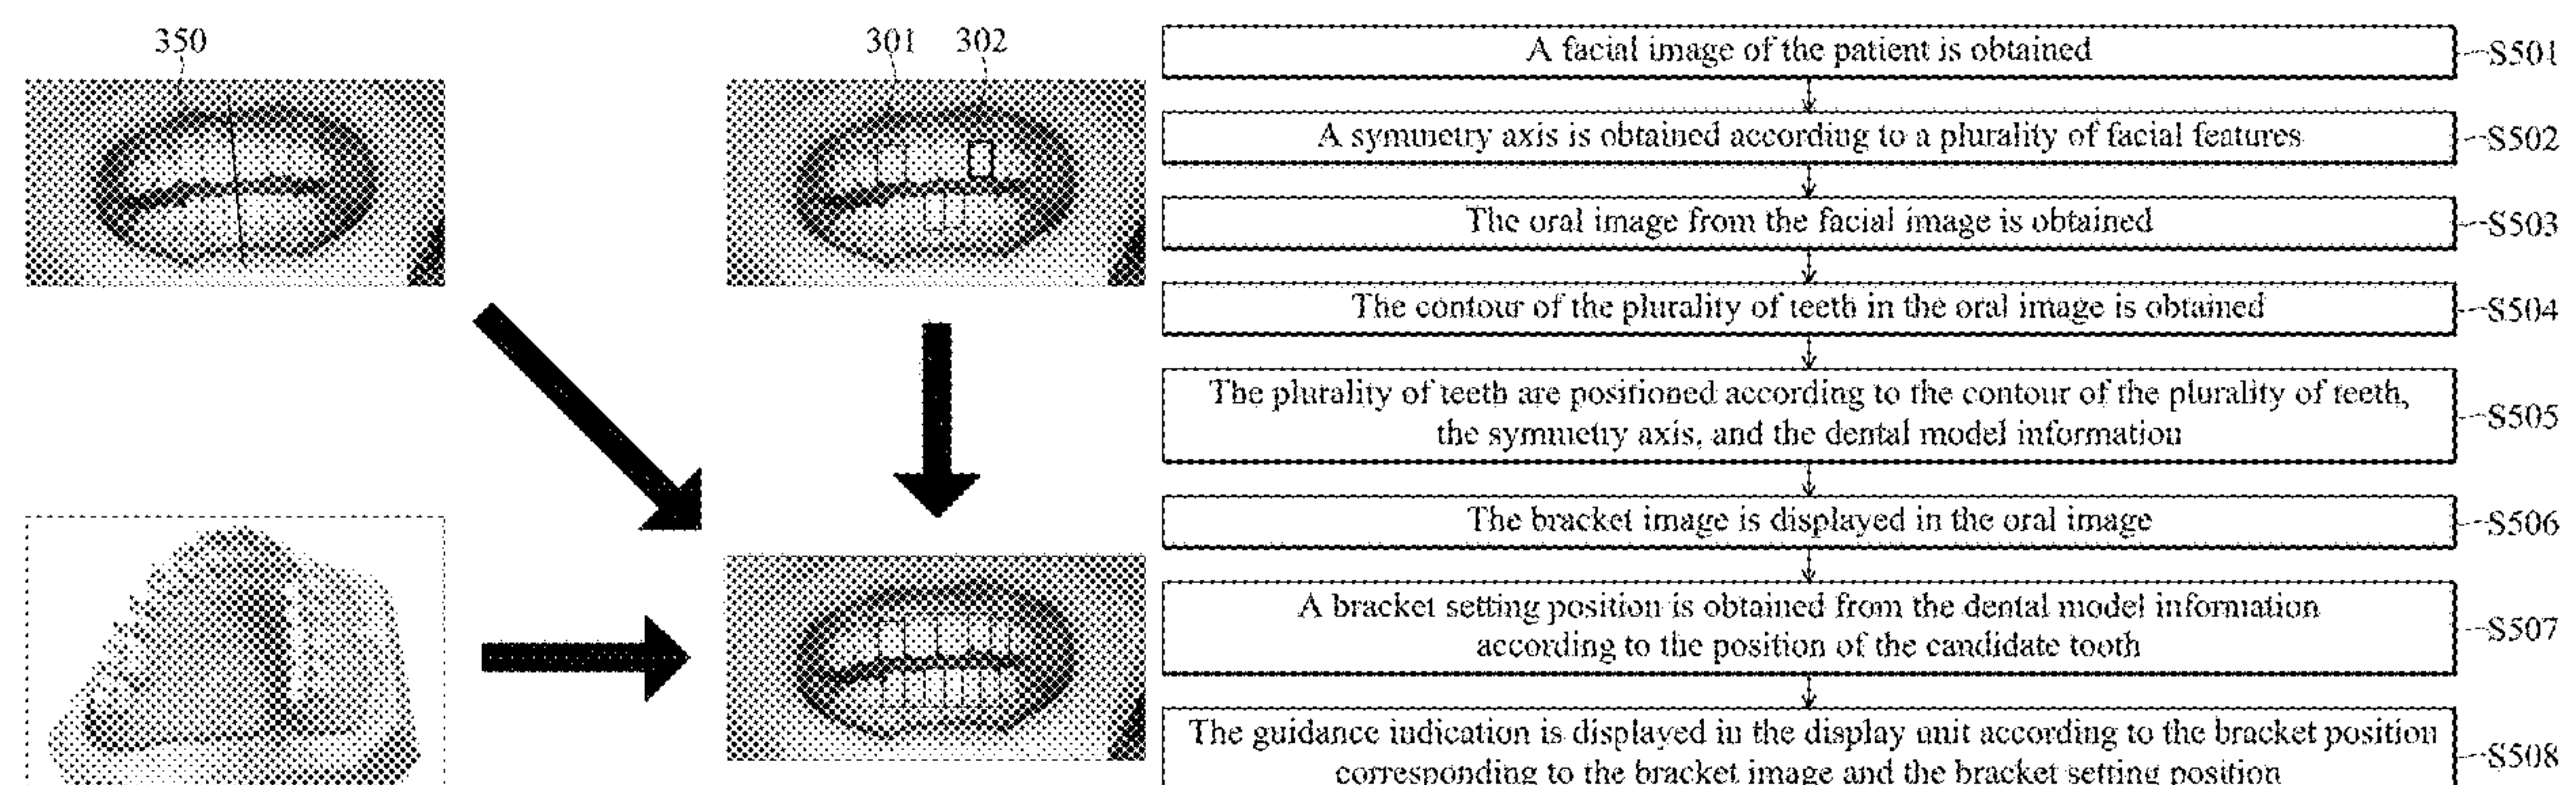 350
301 302
A facial image of the patient is obtained
S501
A symmetry axis is obtained according to a plurality of facial features
S502
The oral image from the facial image is obtained
S503
The contour of the plurality of teeth in the oral image is obtained
S504
The plurality of teeth are positioned according to the contour of the plurality of teeth,
the symmetry axis, and the dental model information
S505
The bracket image is displayed in the oral image
S506
A bracket setting position is obtained from the dental model information
according to the position of the candidate tooth
S507
The guidance indication is displayed in the display unit according to the bracket position
corresponding to the bracket image and the bracket setting position
S508